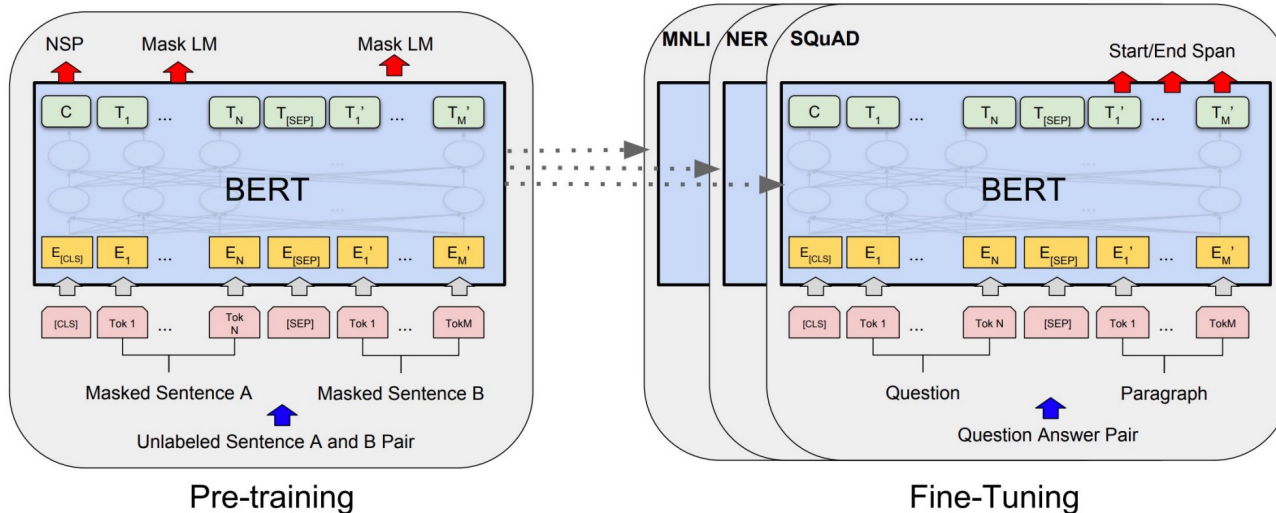 NSP Mask LM Mask LM
C T1 ... TN T[SEP] T1' ... TM'
... 
BERT
...
E[CLS] E1 ... EN E[SEP] E1' ... EM'
[CLS] Tok 1 ... Tok N [SEP] Tok 1 ... TokM
Masked Sentence A Masked Sentence B
Unlabeled Sentence A and B Pair
Pre-training
MNLI NER SQuAD
Start/End Span
C T1 ... TN T[SEP] T1' ... TM'
...
BERT
...
E[CLS] E1 ... EN E[SEP] E1' ... EM'
[CLS] Tok 1 ... Tok N [SEP] Tok 1 ... TokM
Question Paragraph
Question Answer Pair
Fine-Tuning